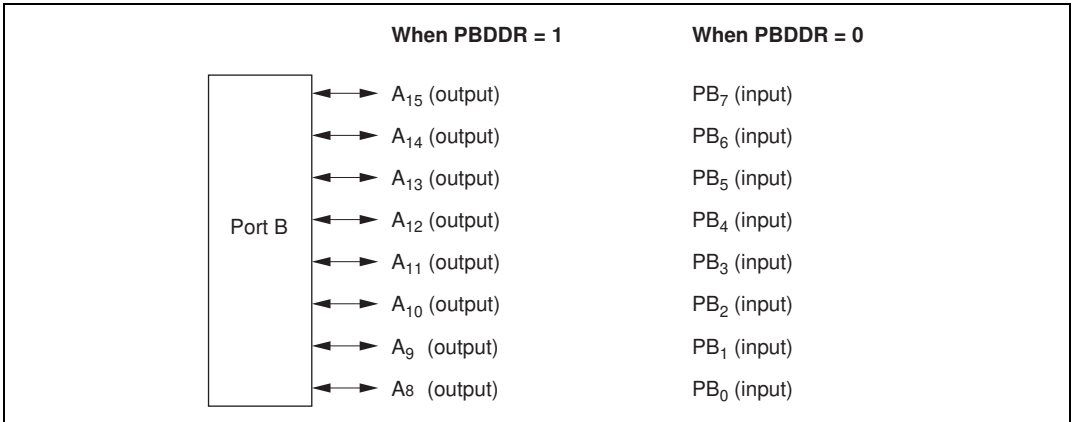 When PBDDR = 1 When PBDDR = 0
A15 (output) PB7 (input)
A14 (output) PB6 (input)
A13 (output) PB5 (input)
Port B A12 (output) PB4 (input)
A11 (output) PB3 (input)
A10 (output) PB2 (input)
A9 (output) PB1 (input)
A8 (output) PB0 (input)